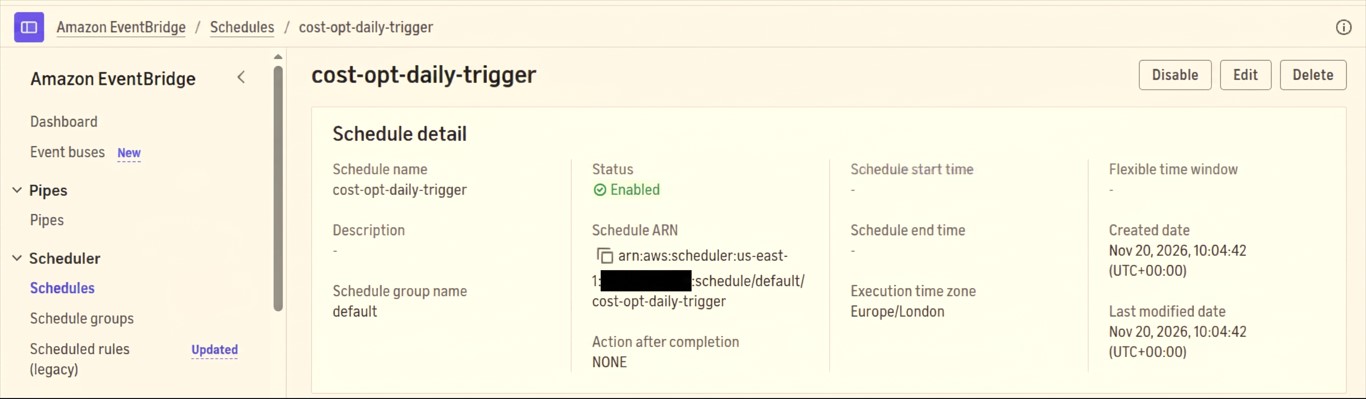 Amazon EventBridge / Schedules / cost-opt-daily-trigger
Amazon EventBridge
Dashboard
Event buses New
Pipes
Pipes
Scheduler
Schedules
Schedule groups
Scheduled rules Updated
(legacy)
cost-opt-daily-trigger
Disable
Edit
Delete
Schedule detail
Schedule name
cost-opt-daily-trigger
Description
-
Schedule group name
default
Status
Enabled
Schedule ARN
arn:aws:scheduler:us-east-
1: :schedule/default/
cost-opt-daily-trigger
Action after completion
NONE
Schedule start time
-
Schedule end time
-
Execution time zone
Europe/London
Flexible time window
-
Created date
Nov 20, 2026, 10:04:42
(UTC+00:00)
Last modified date
Nov 20, 2026, 10:04:42
(UTC+00:00)